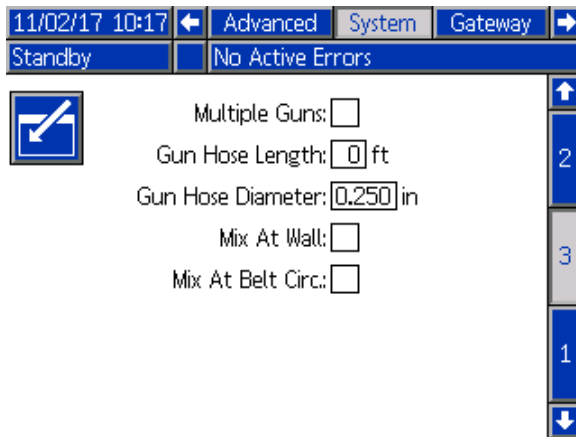 11/02/17 10:17 Advanced System Gateway
Standby No Active Errors
Multiple Guns:
Gun Hose Length: 0 ft
Gun Hose Diameter: 0.250 in
Mix At Wall:
Mix At Belt Circ.:
2
3
1